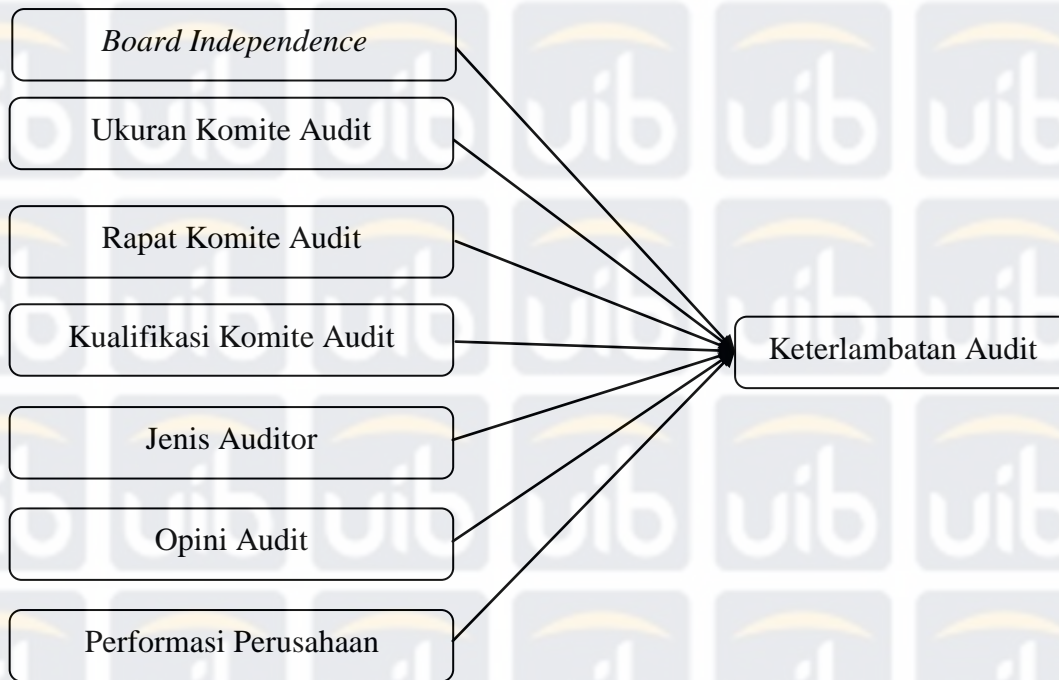 Board Independence
Ukuran Komite Audit
Rapat Komite Audit
Kualifikasi Komite Audit
Keterlambatan Audit
Jenis Auditor
Opini Audit
Performasi Perusahaan
uib